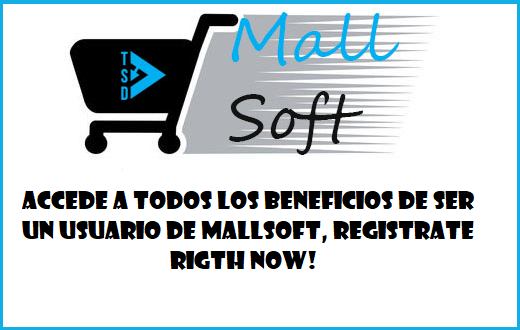 Mall
TSD
Soft
ACCEDE A TODOS LOS BENEFICIOS DE SER
UN USUARIO DE MALLSOFT, REGISTRATE
RIGTH NOW!